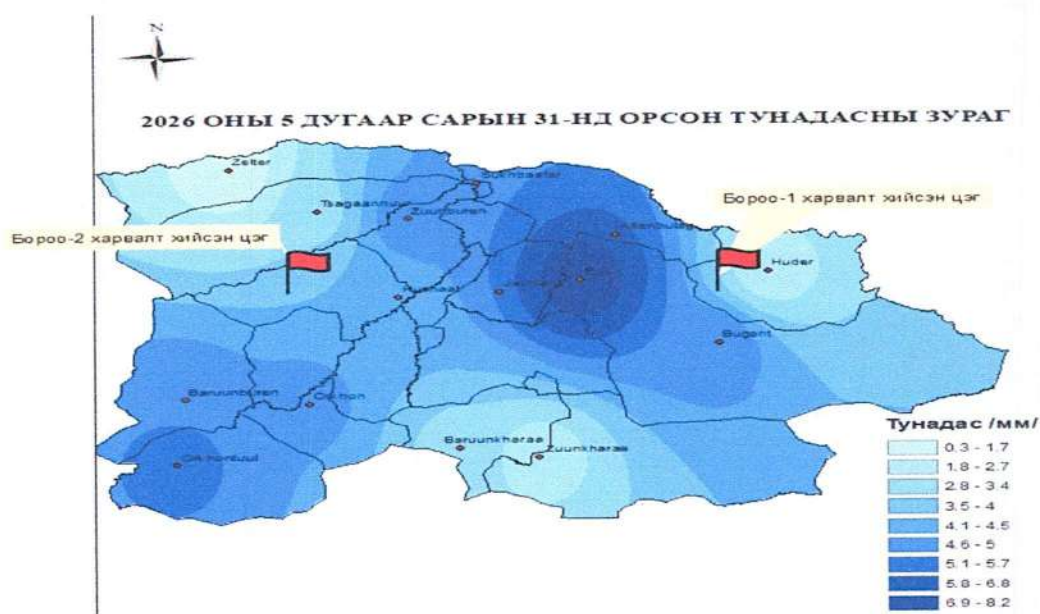 N
2026 ОНЫ 5 ДУГААР САРЫН 31-НД ОРСОН ТУНАДАСНЫ ЗУРАГ
Zelter
Sukhbaatar
Tsagaannuur
Zuunburen
Бороо-1 харвалт хийсэн цэг
Бороо-2 харвалт хийсэн цэг
Huder
Bugant
Baruunburen
Orkhon
Baruunkharaa
Zuunkharaa
Orkhontuul
Тунадас /мм/
0.3 - 1.7
1.8 - 2.7
2.8 - 3.4
3.5 - 4
4.1 - 4.5
4.6 - 5
5.1 - 5.7
5.8 - 6.8
6.9 - 8.2